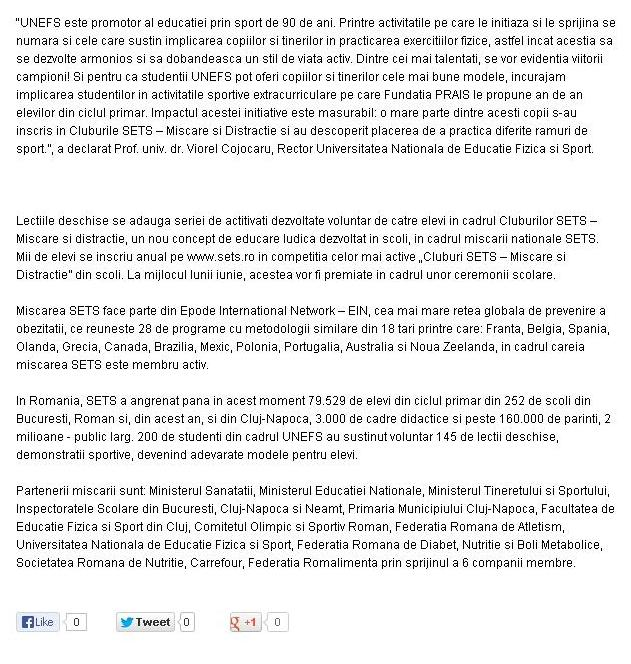 "UNEFS este promotor al educatiei prin sport de 90 de ani. Printre activitatile pe care le initiaza si le sprijina se
numara si cele care sustin implicarea copiilor si tinerilor in practicarea exercitiilor fizice, astfel incat acestia sa
se dezvolte armonios si sa dobandeasca un stil de viata activ. Dintre cei mai talentati, se vor evidentia viitorii
campioni! Si pentru ca studentii UNEFS pot oferi copiilor si tinerilor cele mai bune modele, incurajam
implicarea studentilor in activitatile sportive extracurriculare pe care Fundatia PRAIS le propune an de an
elevilor din ciclul primar. Impactul acestei initiative este masurabil: o mare parte dintre acesti copii s-au
inscris in Cluburile SETS – Miscare si Distractie si au descoperit placerea de a practica diferite ramuri de
sport.", a declarat Prof. univ. dr. Viorel Cojocaru, Rector Universitatea Nationala de Educatie Fizica si Sport.
Lectiile deschise se adauga seriei de actitivati dezvoltate voluntar de catre elevi in cadrul Cluburilor SETS –
Miscare si distractie, un nou concept de educare ludica dezvoltat in scoli, in cadrul miscarii nationale SETS.
Mii de elevi se inscriu anual pe www.sets.ro in competitia celor mai active „Cluburi SETS – Miscare si
Distractie" din scoli. La mijlocul lunii iunie, acestea vor fi premiate in cadrul unor ceremonii scolare.
Miscarea SETS face parte din Epode International Network – EIN, cea mai mare retea globala de prevenire a
obezitatii, ce reuneste 28 de programe cu metodologii similare din 18 tari printre care: Franta, Belgia, Spania,
Olanda, Grecia, Canada, Brazilia, Mexic, Polonia, Portugalia, Australia si Noua Zeelanda, in cadrul careia
miscarea SETS este membru activ.
In Romania, SETS a angrenat pana in acest moment 79.529 de elevi din ciclul primar din 252 de scoli din
Bucuresti, Roman si, din acest an, si din Cluj-Napoca, 3.000 de cadre didactice si peste 160.000 de parinti, 2
milioane - public larg. 200 de studenti din cadrul UNEFS au sustinut voluntar 145 de lectii deschise,
demonstratii sportive, devenind adevarate modele pentru elevi.
Partenerii miscarii sunt: Ministerul Sanatatii, Ministerul Educatiei Nationale, Ministerul Tineretului si Sportului,
Inspectoratele Scolare din Bucuresti, Cluj-Napoca si Neamt, Primaria Municipiului Cluj-Napoca, Facultatea de
Educatie Fizica si Sport din Cluj, Comitetul Olimpic si Sportiv Roman, Federatia Romana de Atletism,
Universitatea Nationala de Educatie Fizica si Sport, Federatia Romana de Diabet, Nutritie si Boli Metabolice,
Societatea Romana de Nutritie, Carrefour, Federatia Romalimenta prin sprijinul a 6 companii membre.
Like 0 Tweet 0 g +1 0